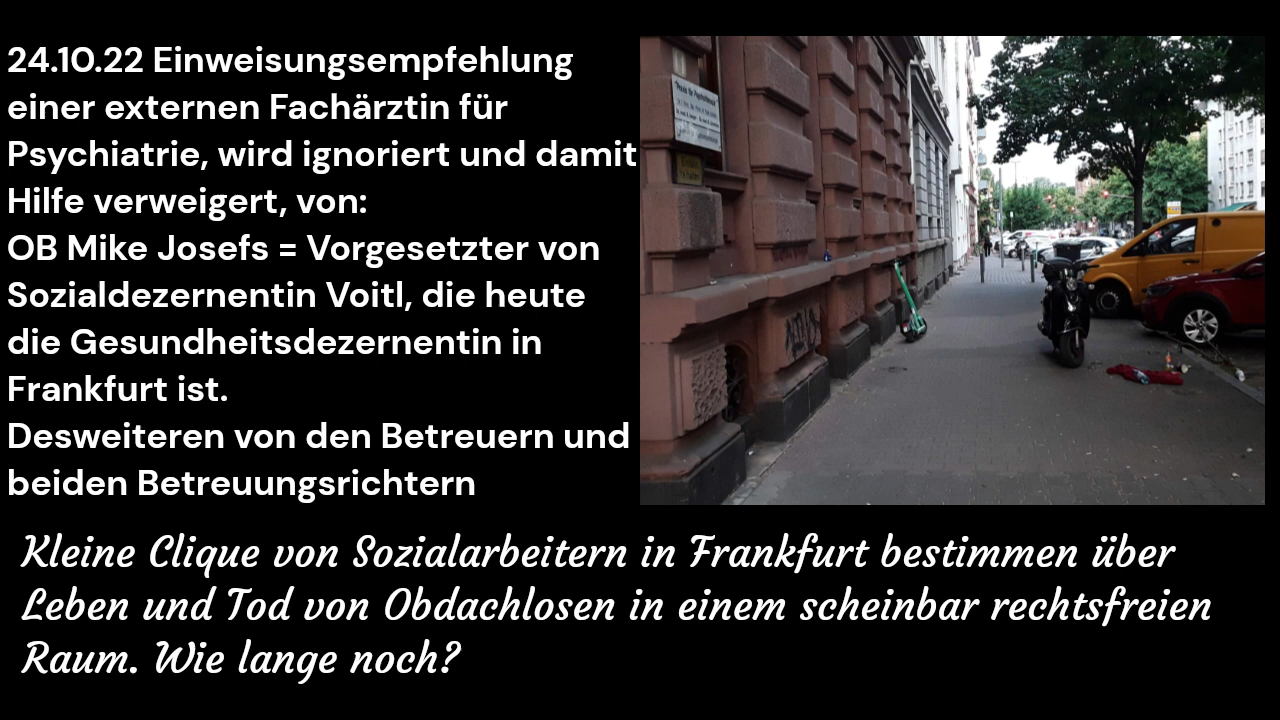 24.10.22 Einweisungsempfehlung
einer externen Fachärztin für
Psychiatrie, wird ignoriert und damit
Hilfe verweigert, von:
OB Mike Josefs = Vorgesetzter von
Sozialdezernentin Voitl, die heute
die Gesundheitsdezernentin in
Frankfurt ist.
Desweiteren von den Betreuern und
beiden Betreuungsrichtern
Kleine Clique von Sozialarbeitern in Frankfurt bestimmen über
Leben und Tod von Obdachlosen in einem scheinbar rechtsfreien
Raum. Wie lange noch?